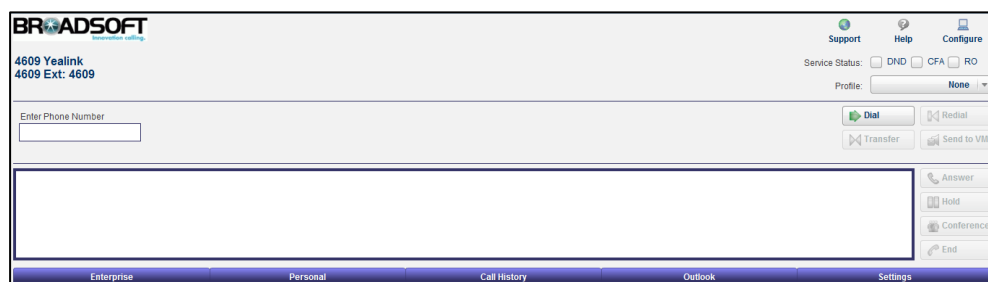 BROADSOFT
Innovation calling.
Support Help Configure
4609 Yealink
4609 Ext: 4609
Service Status: DND CFA RO
Profile: None
Enter Phone Number
Dial Redial
Transfer Send to VM
Answer
Hold
Conference
End
Enterprise Personal Call History Outlook Settings